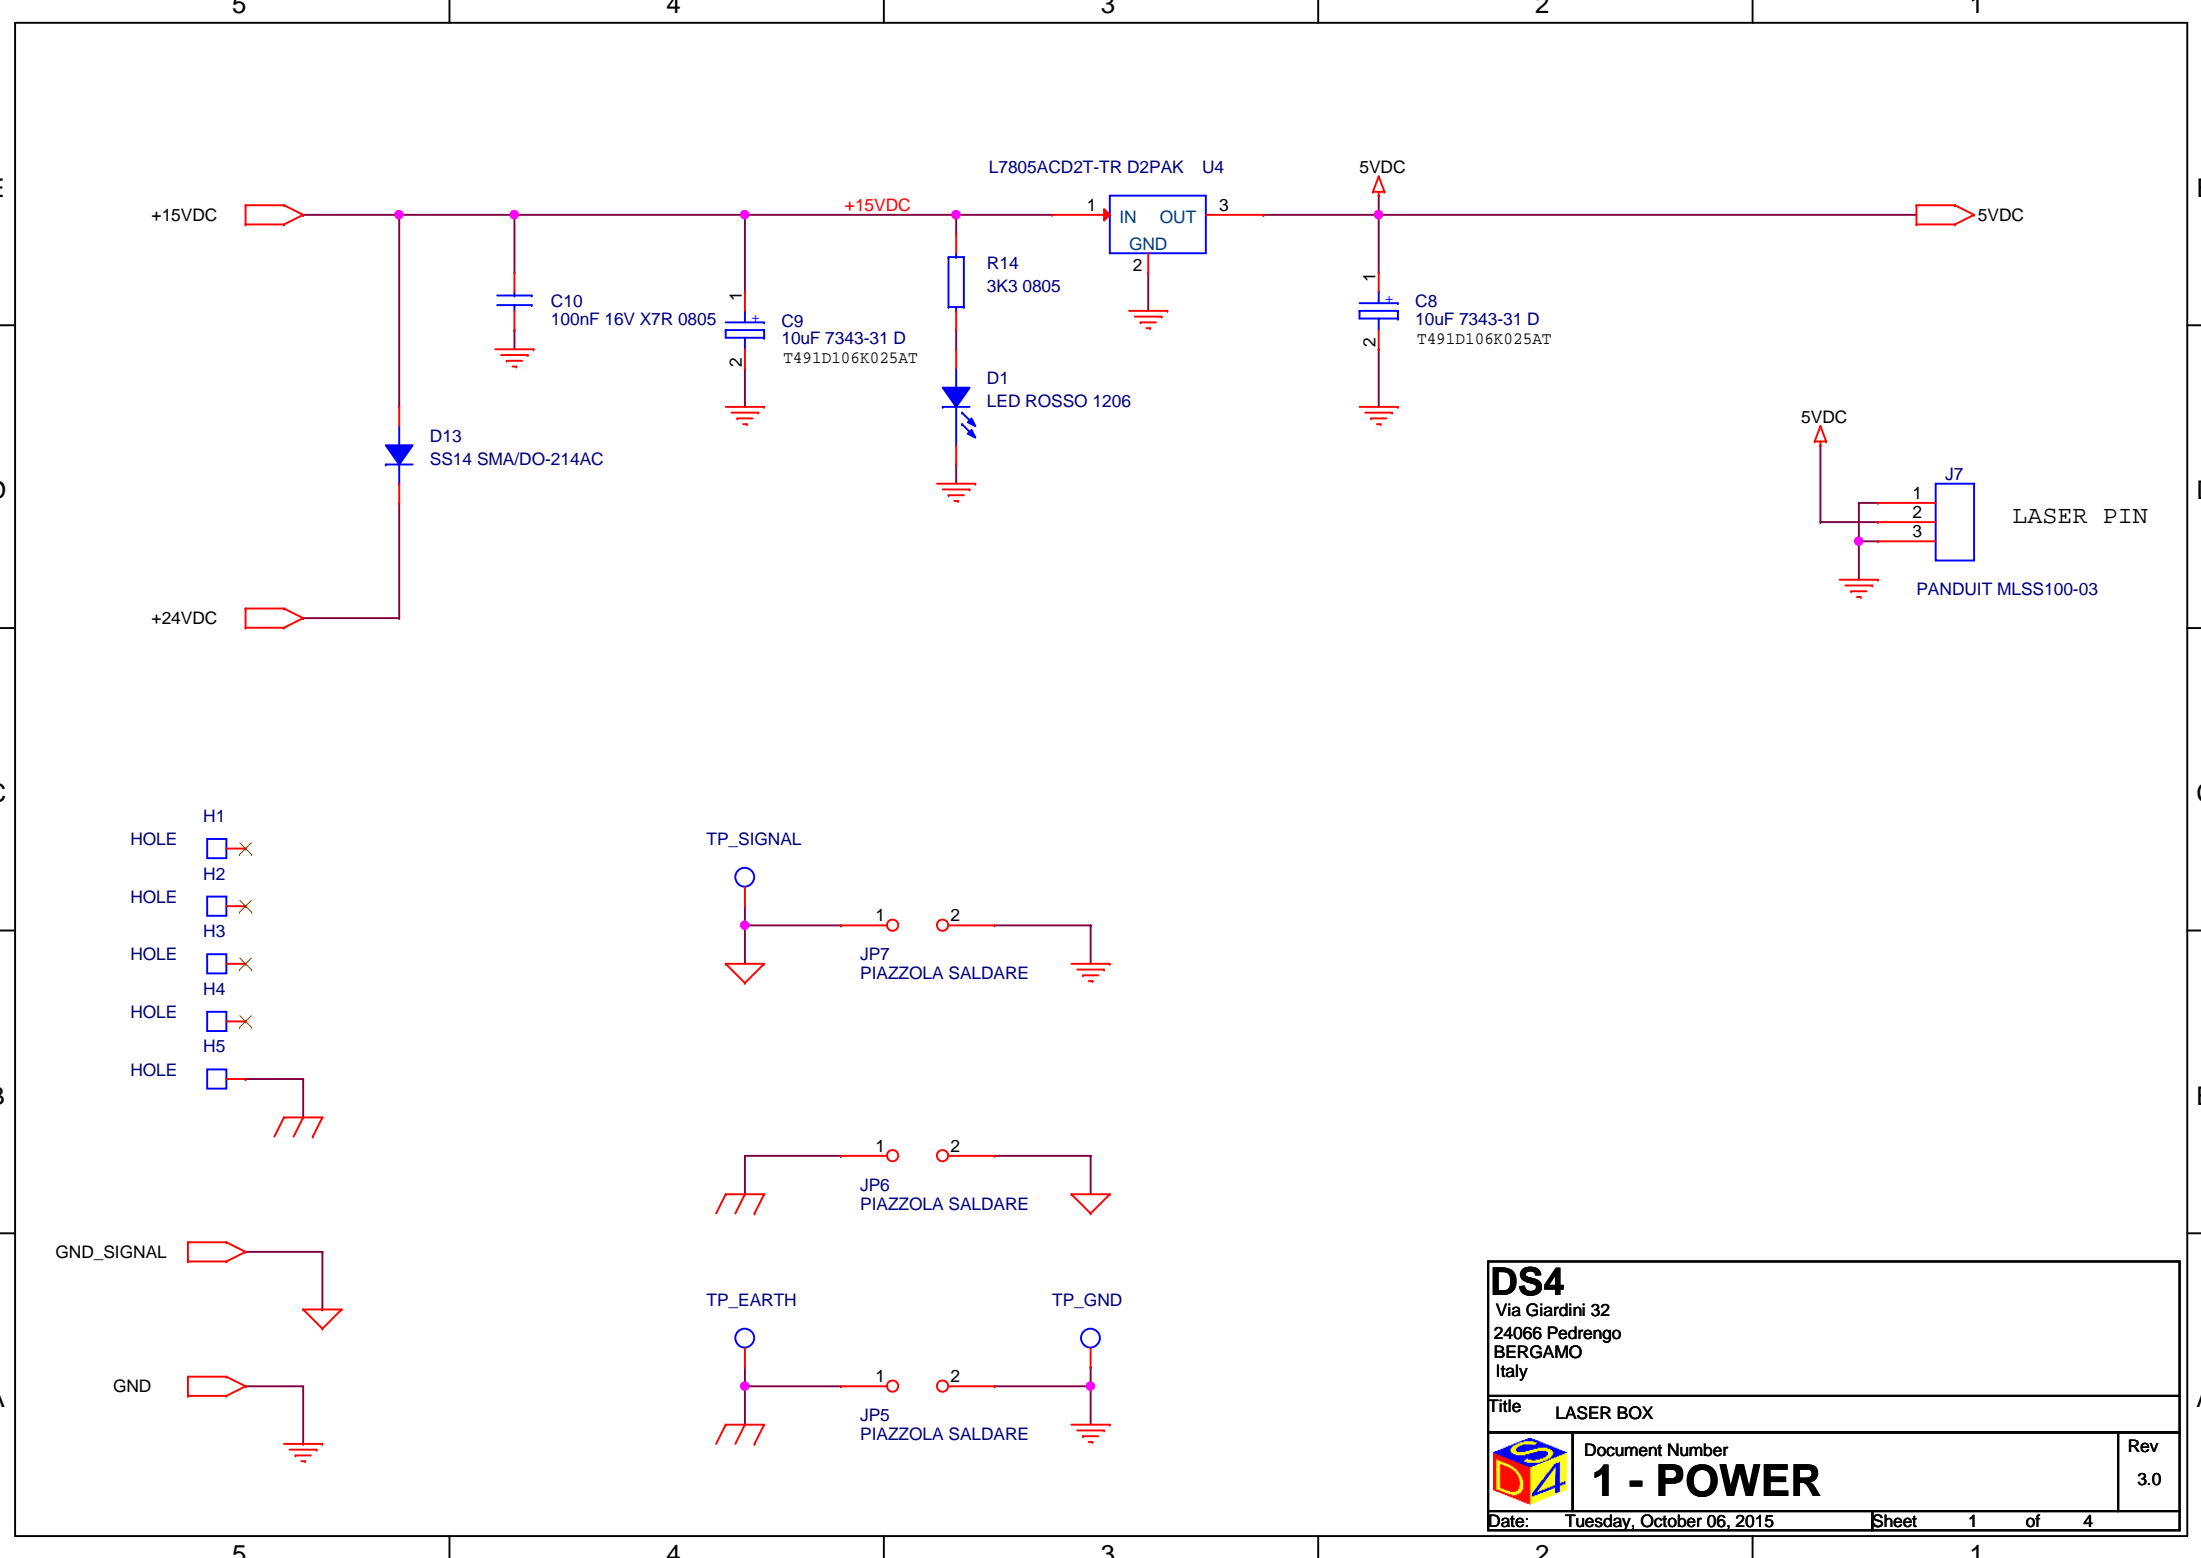 5 4 3 2 1
L7805ACD2T-TR D2PAK U4
5VDC
+15VDC
+15VDC
1
IN OUT
3
GND
2
5VDC
R14
3K3 0805
C10
100nF 16V X7R 0805
1
+
C9
10uF 7343-31 D
T491D106K025AT
2
1
+
C8
10uF 7343-31 D
T491D106K025AT
2
D1
LED ROSSO 1206
D13
SS14 SMA/DO-214AC
5VDC
J7
1
2
3
LASER PIN
PANDUIT MLSS100-03
+24VDC
H1
HOLE
H2
HOLE
H3
HOLE
H4
HOLE
H5
HOLE
TP_SIGNAL
1 2
JP7
PIAZZOLA SALDARE
1 2
JP6
PIAZZOLA SALDARE
GND_SIGNAL
GND
TP_EARTH TP_GND
1 2
JP5
PIAZZOLA SALDARE
DS4
Via Giardini 32
24066 Pedrengo
BERGAMO
Italy
Title LASER BOX
DS4
Document Number
1 - POWER
Rev
3.0
Date: Tuesday, October 06, 2015 Sheet 1 of 4
5 4 3 2 1